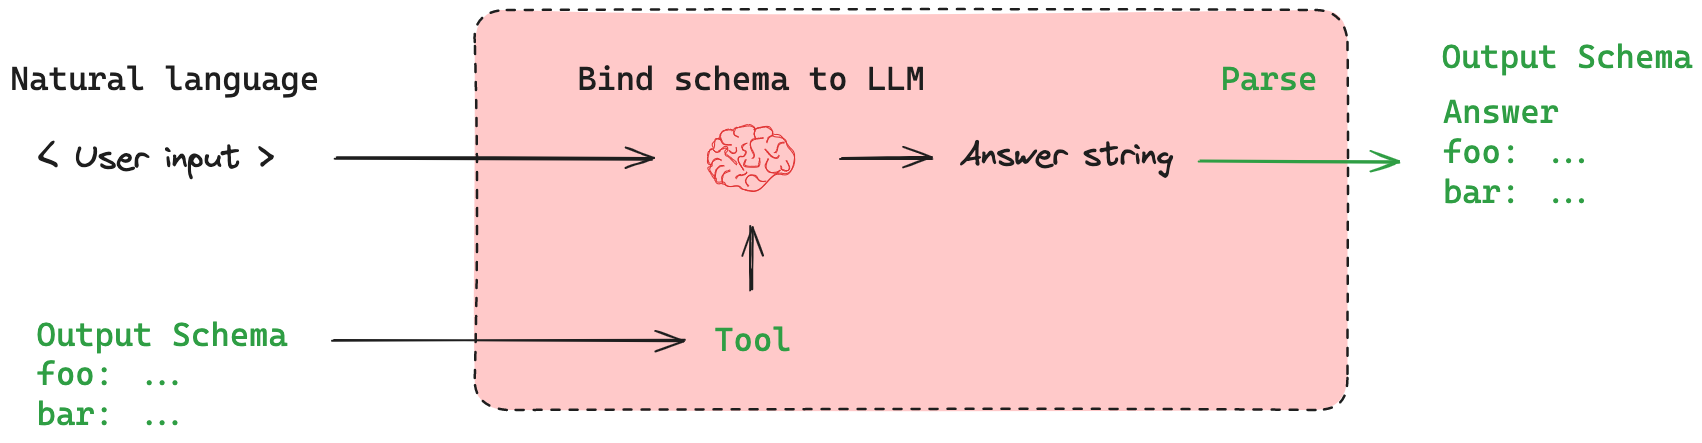 Natural language
< User input >
Output Schema
foo: ...
bar: ...
Bind schema to LLM
Tool
Answer string
Parse
Output Schema
Answer
foo: ...
bar: ...